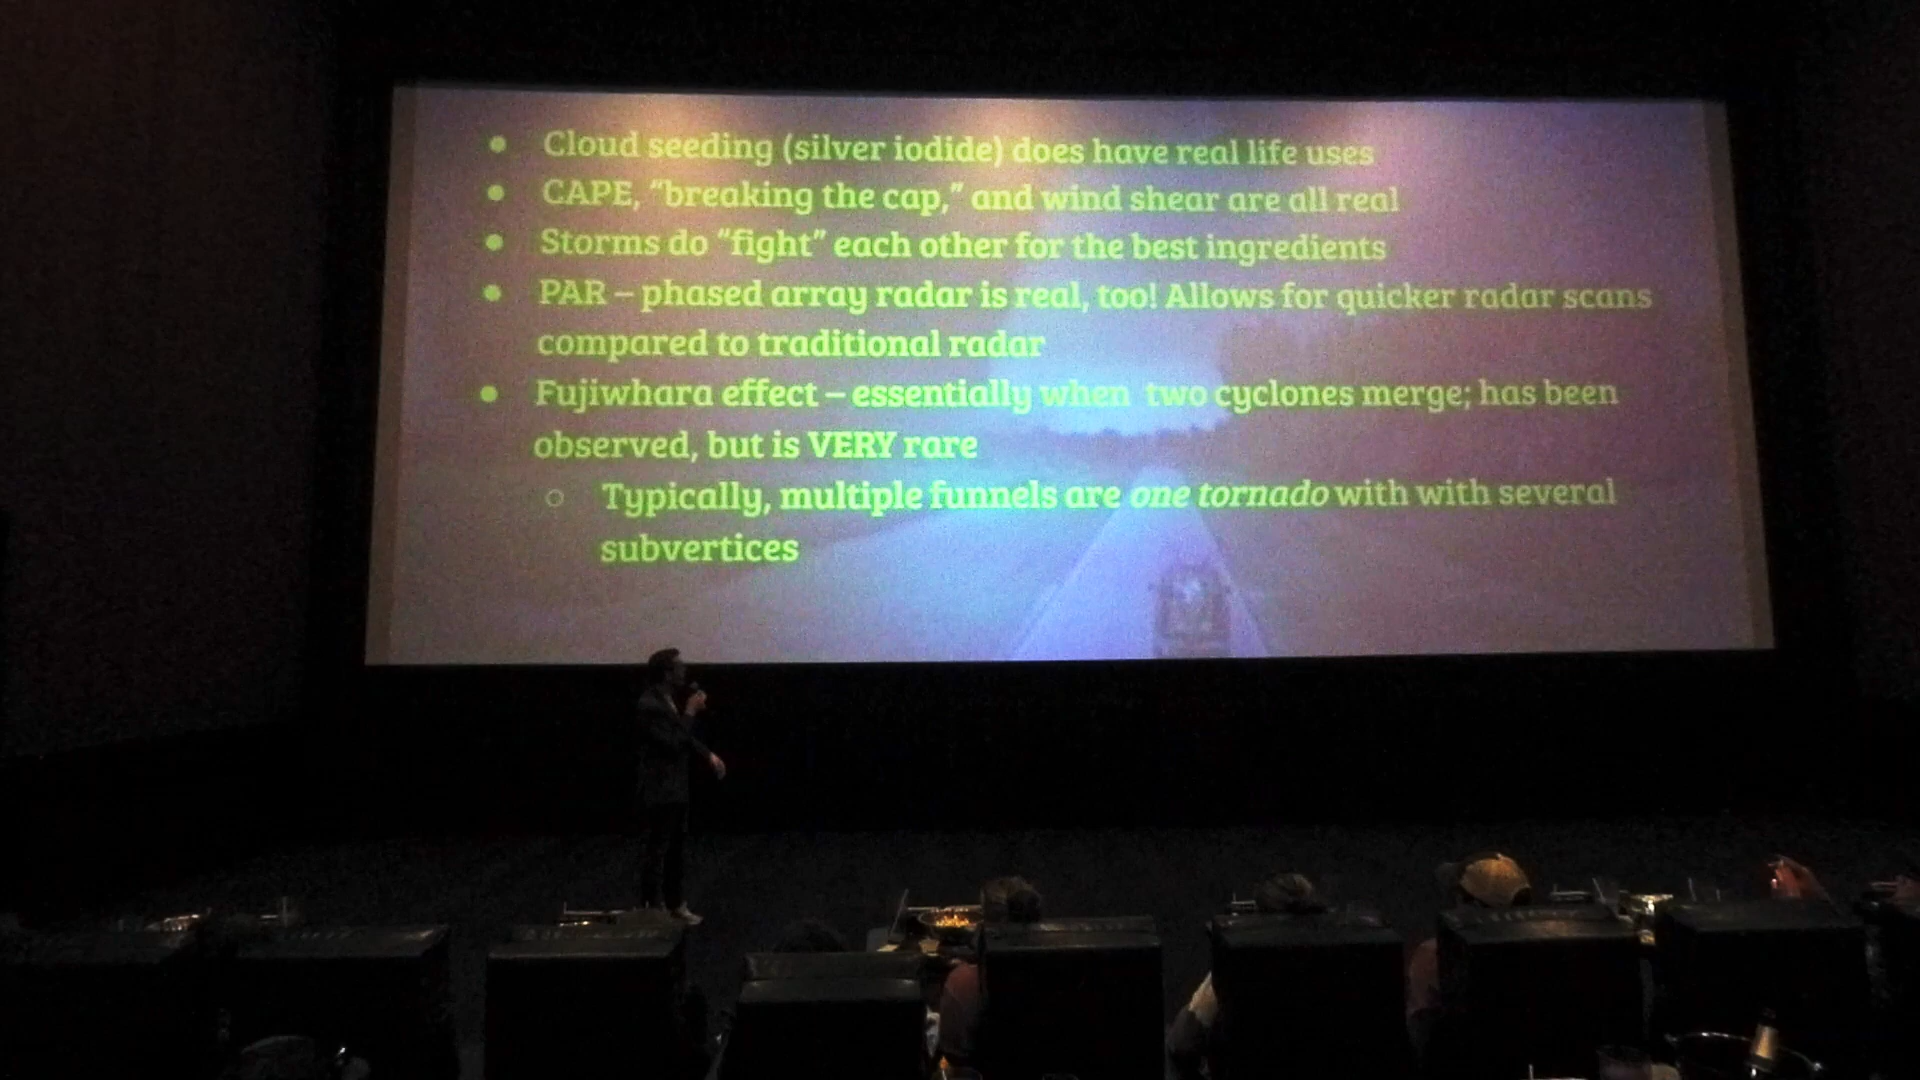 • Cloud seeding (silver iodide) does have real life uses
• CAPE, “breaking the cap,” and wind shear are all real
• Storms do “fight” each other for the best ingredients
• PAR – phased array radar is real, too! Allows for quicker radar scans
compared to traditional radar
• Fujiwhara effect – essentially when two cyclones merge; has been
observed, but is VERY rare
○ Typically, multiple funnels are one tornado with with several
subvertices